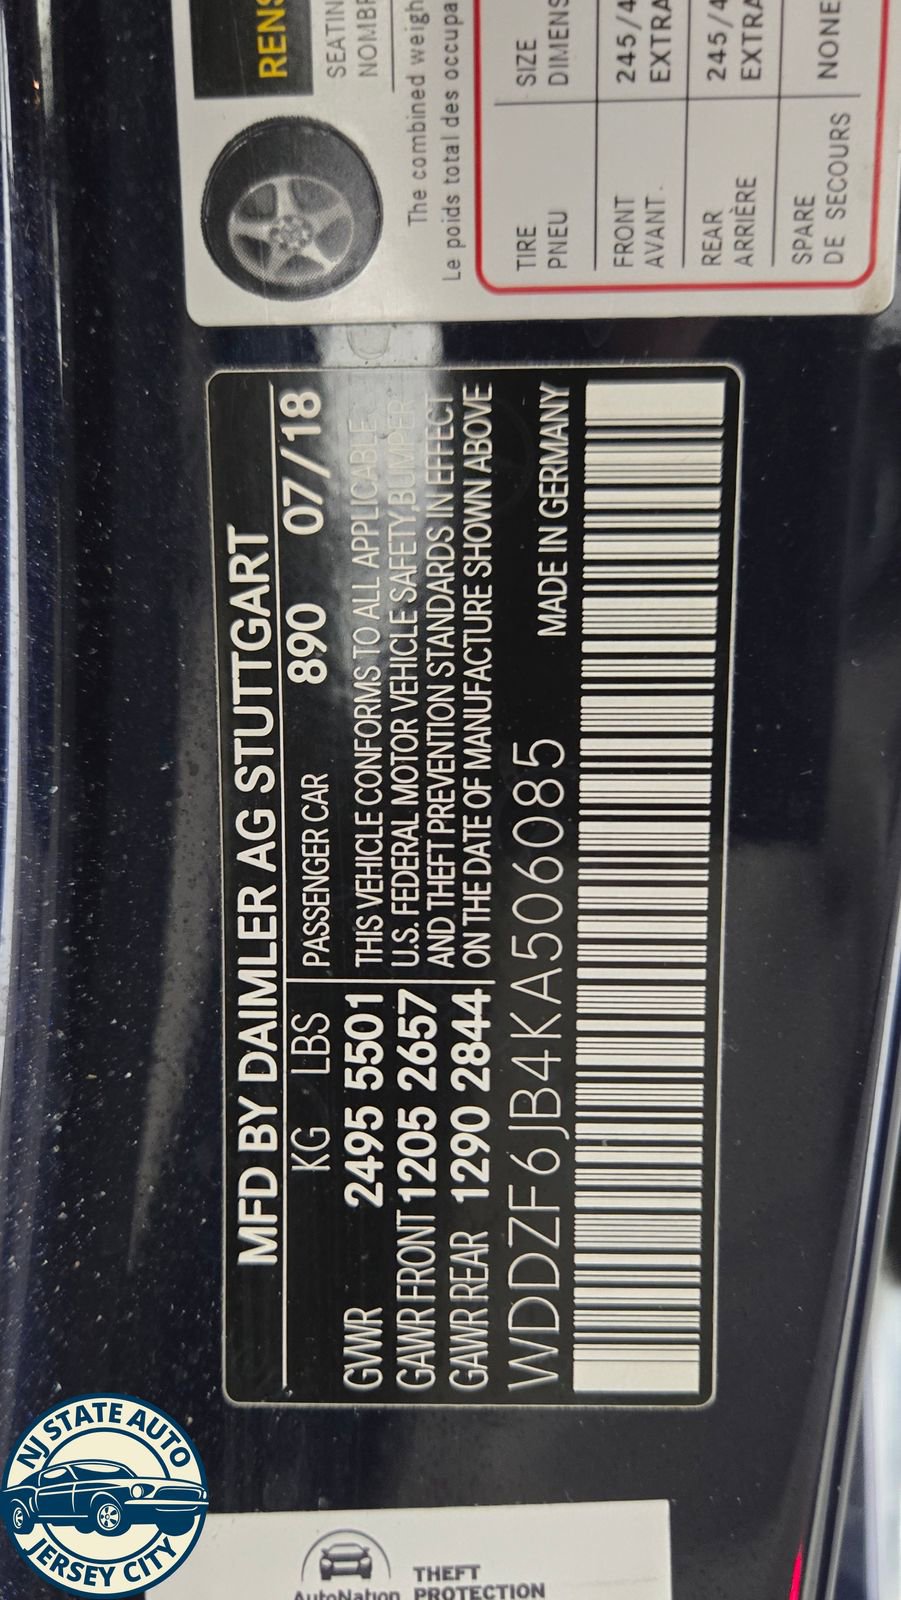 RENS
SEATIN
NOMBR
The combined weigh
Le poids total des occupa
TIRE SIZE
PNEU DIMENS
FRONT 245/4
AVANT EXTRA
REAR 245/4
ARRIÈRE EXTRA
SPARE NONE
DE SECOURS
MFD BY DAIMLER AG STUTTGART
KG LBS PASSENGER CAR 890 07/18
GVWR 2495 5501 THIS VEHICLE CONFORMS TO ALL APPLICABLE
U.S. FEDERAL MOTOR VEHICLE SAFETY,BUMPER,
GAWR FRONT 1205 2657 AND THEFT PREVENTION STANDARDS IN EFFECT
GAWR REAR 1290 2844 ON THE DATE OF MANUFACTURE SHOWN ABOVE
WDDZF6JB4KA506085 MADE IN GERMANY
NJ STATE AUTO
JERSEY CITY
AutoNation
THEFT
PROTECTION